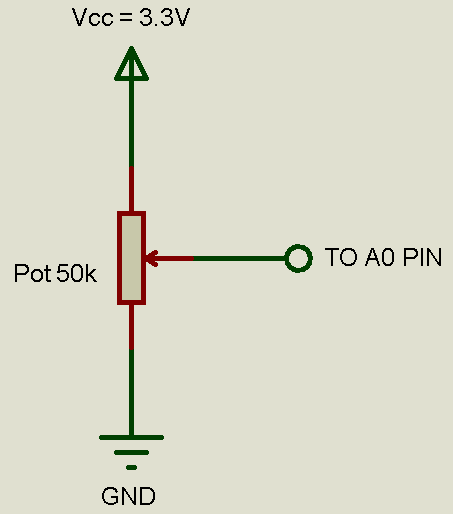 Vcc = 3.3V
TO A0 PIN
Pot 50k
GND